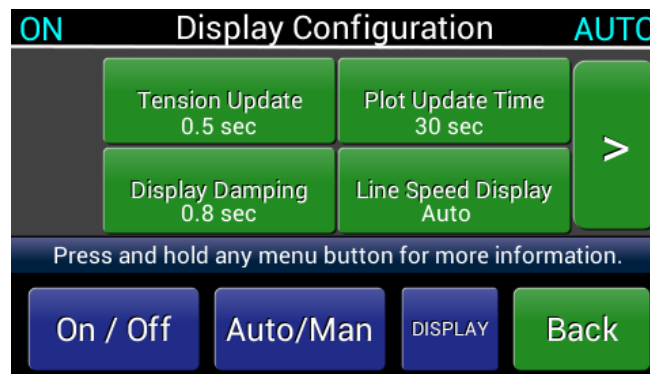 ON Display Configuration AUTO
Tension Update
0.5 sec
Plot Update Time
30 sec
>
Display Damping
0.8 sec
Line Speed Display
Auto
Press and hold any menu button for more information.
On / Off
Auto/Man
DISPLAY
Back